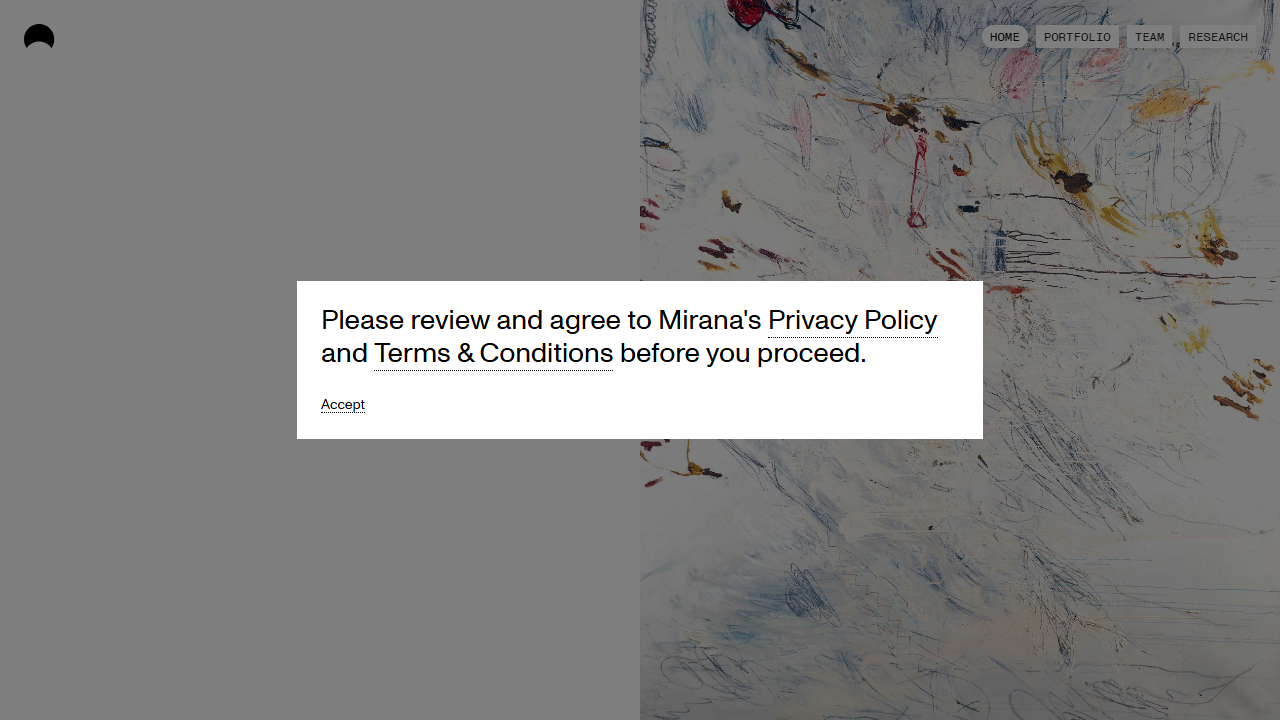 HOME PORTFOLIO TEAM RESEARCH
Please review and agree to Mirana's Privacy Policy
and Terms & Conditions before you proceed.
Accept